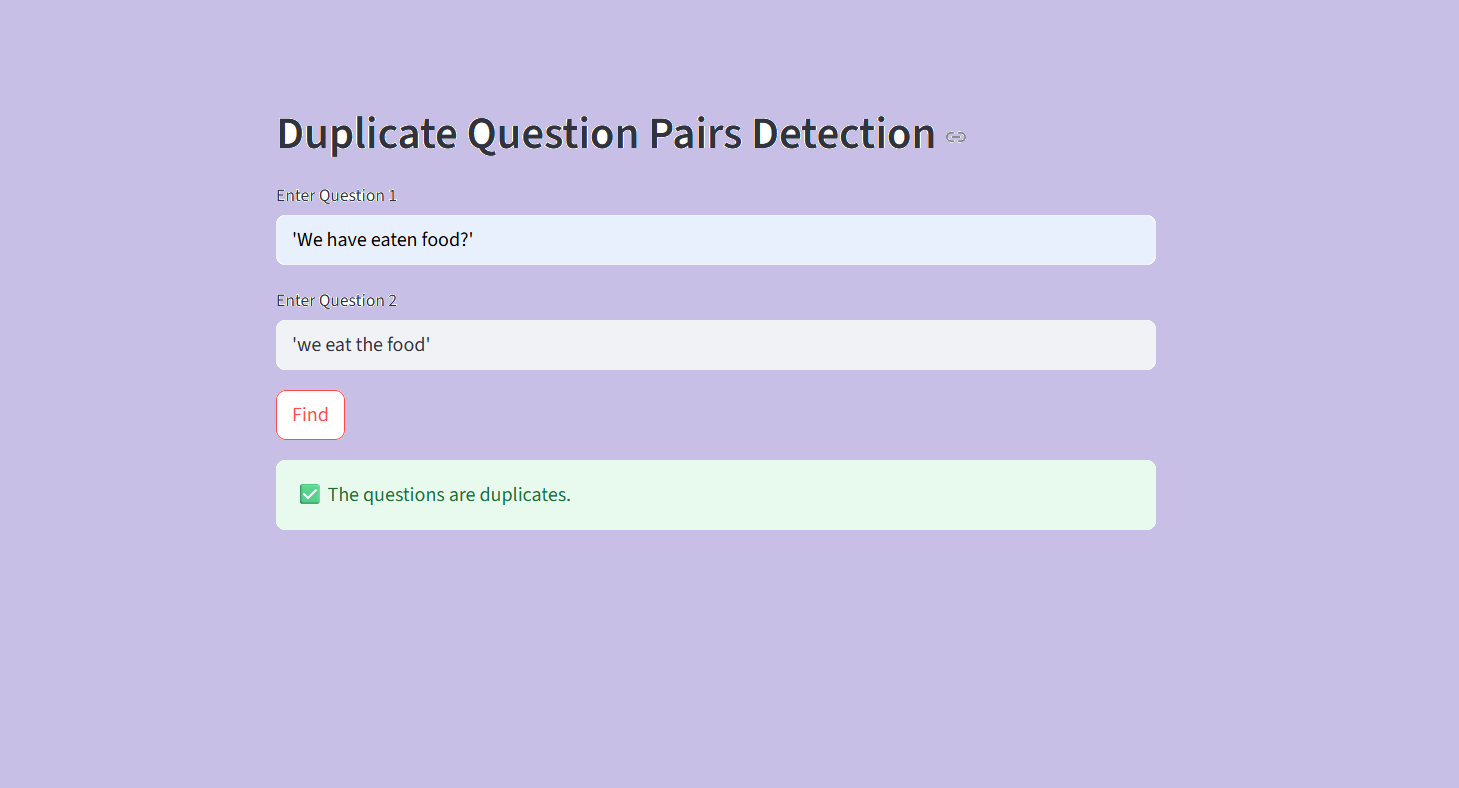 Duplicate Question Pairs Detection
Enter Question 1
'We have eaten food?'
Enter Question 2
'we eat the food'
Find
✅ The questions are duplicates.